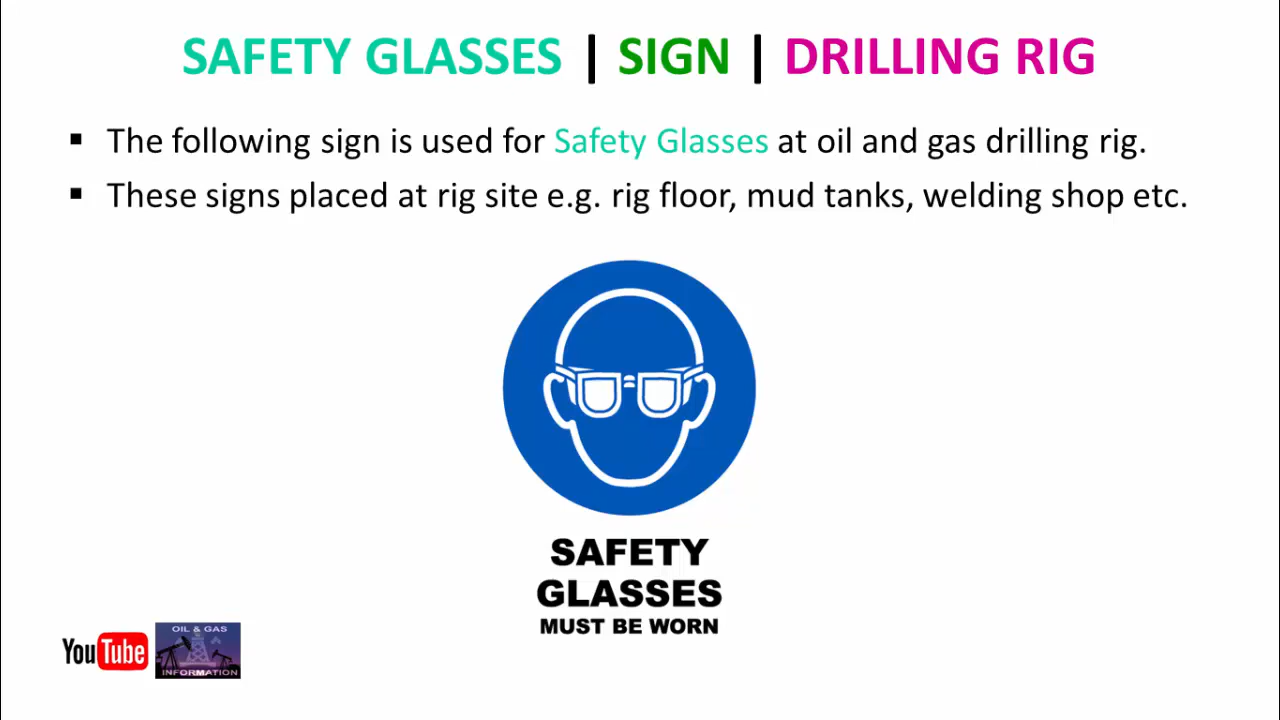 SAFETY GLASSES | SIGN | DRILLING RIG
▪ The following sign is used for Safety Glasses at oil and gas drilling rig.
▪ These signs placed at rig site e.g. rig floor, mud tanks, welding shop etc.
SAFETY
GLASSES
MUST BE WORN
YouTube
OIL & GAS
INFORMATION